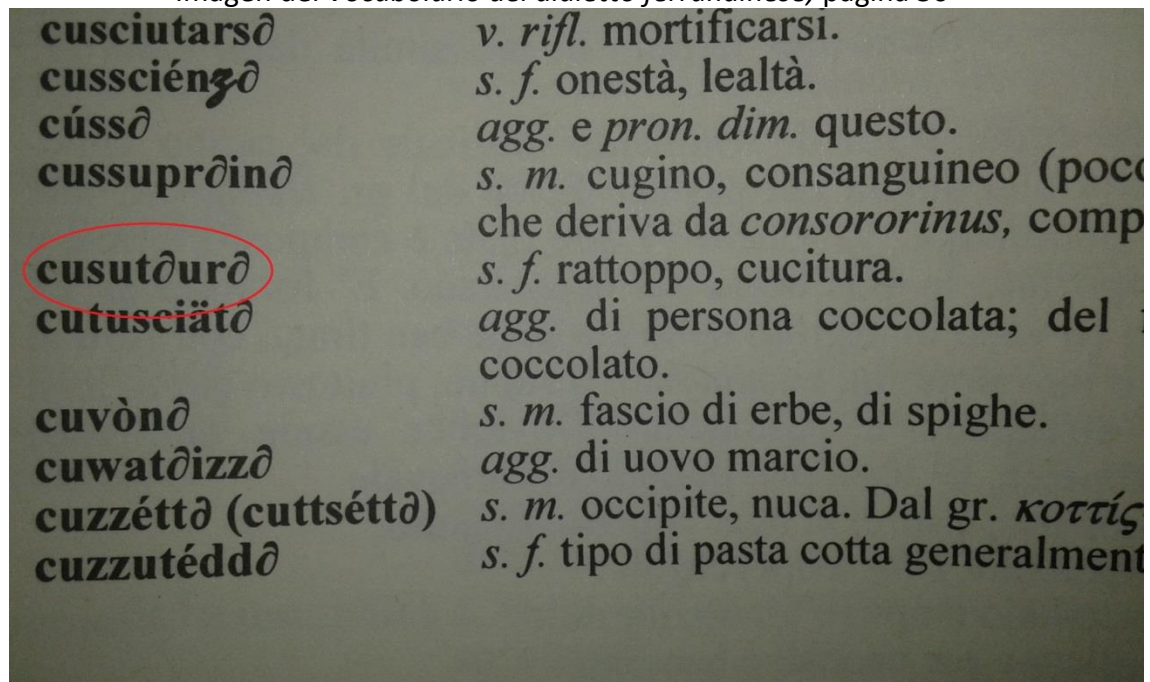 cusciutars∂ v. rifl. mortificarsi.
cussciénʒ∂ s. f. onestà, lealtà.
cúss∂ agg. e pron. dim. questo.
cussupr∂in∂ s. m. cugino, consanguineo
che deriva da consororinus,
cusut∂ur∂ s. f. rattoppo, cucitura.
cutusciät∂ agg. di persona coccolata; del
coccolato.
cuvòn∂ s. m. fascio di erbe, di spighe.
cuwat∂izz∂ agg. di uovo marcio.
cuzzétt∂ (cuttsétt∂) s. m. occipite, nuca. Dal gr. κοττίς
cuzzutédd∂ s. f. tipo di pasta cotta